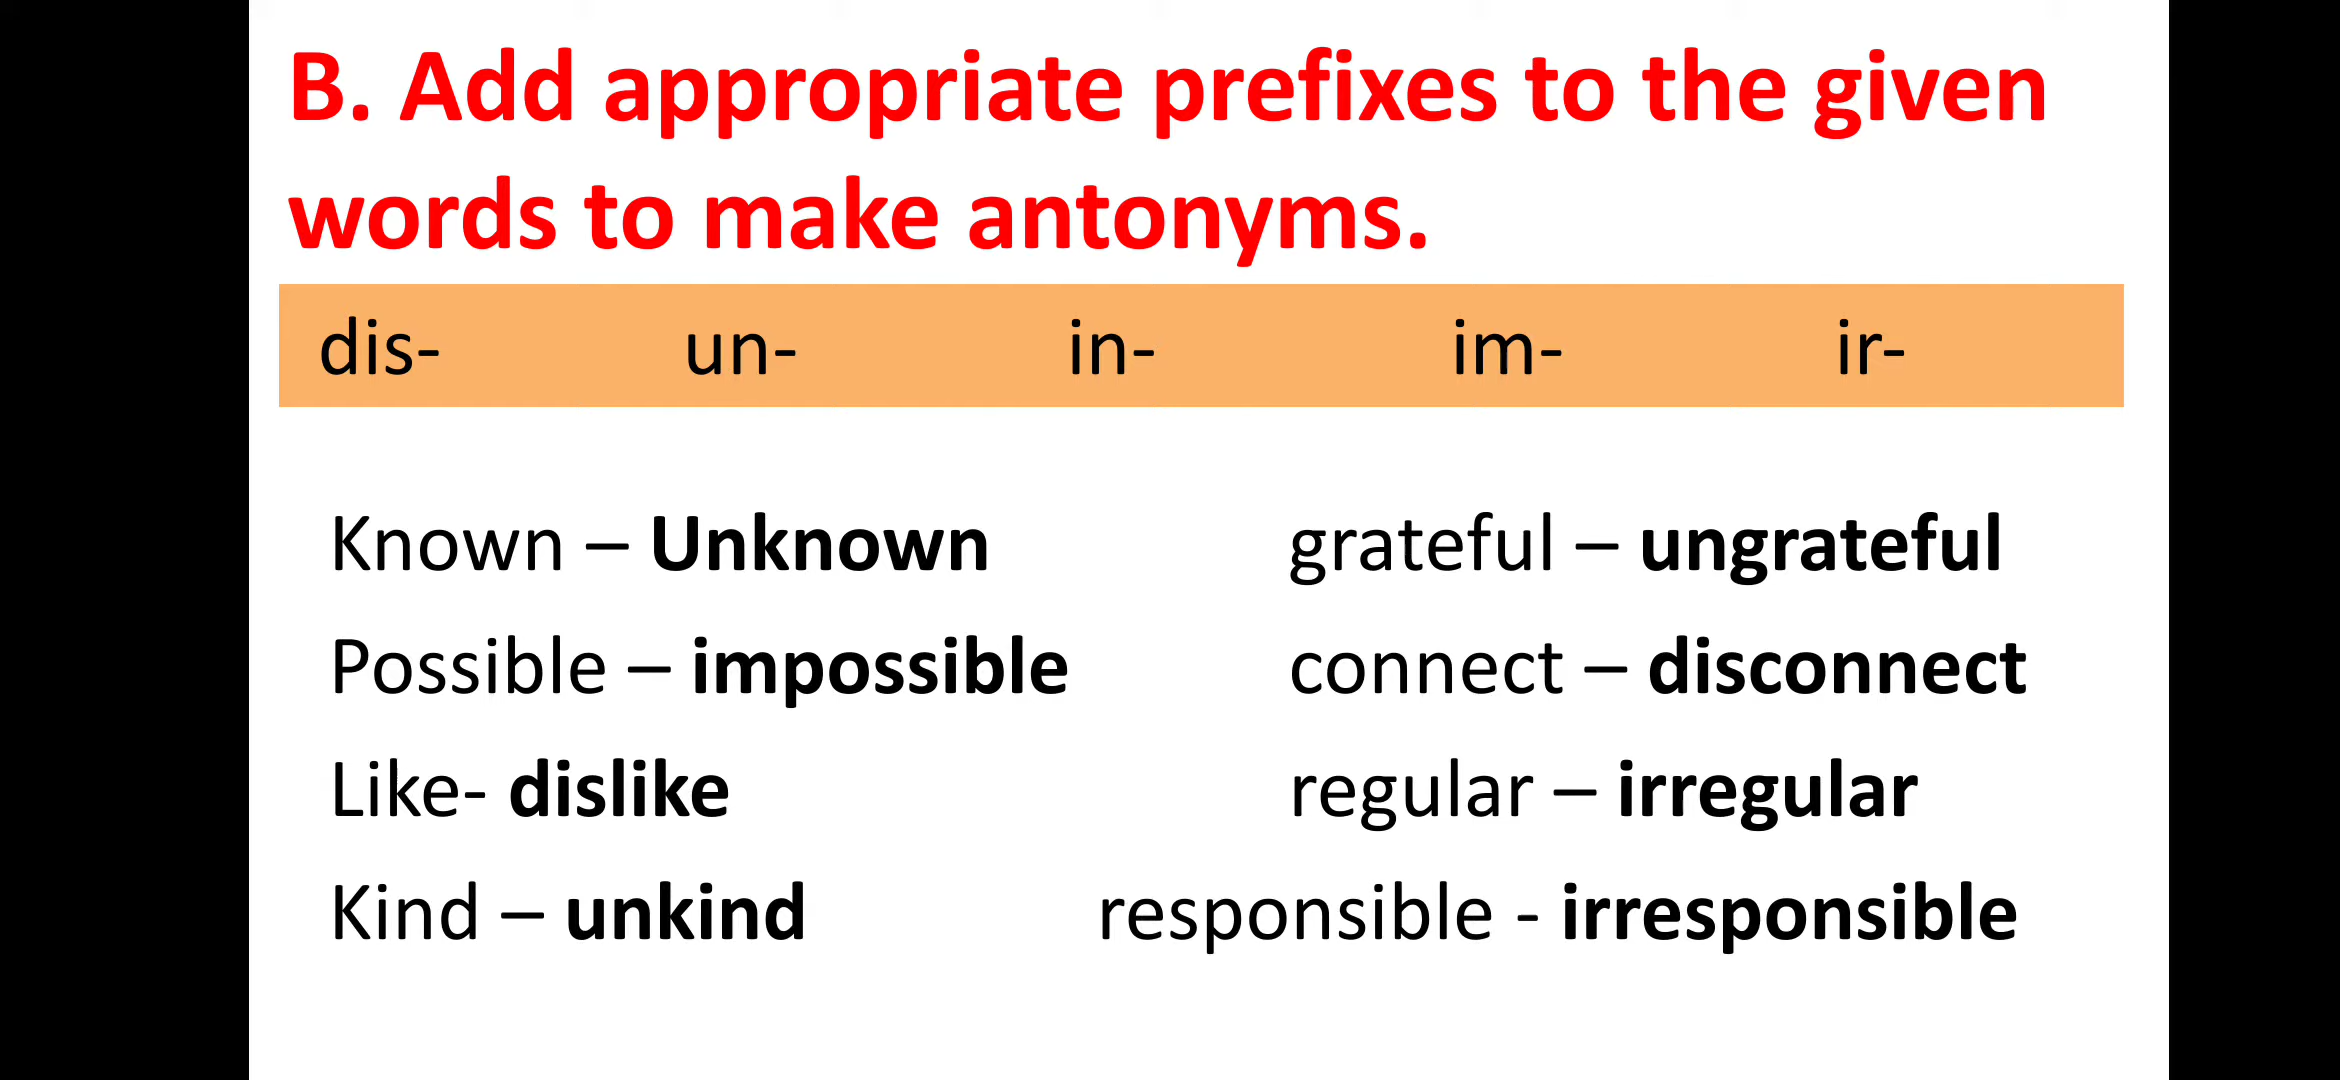 B. Add appropriate prefixes to the given
words to make antonyms.
dis- un- in- im- ir-
Known – Unknown grateful – ungrateful
Possible – impossible connect – disconnect
Like- dislike regular – irregular
Kind – unkind responsible - irresponsible